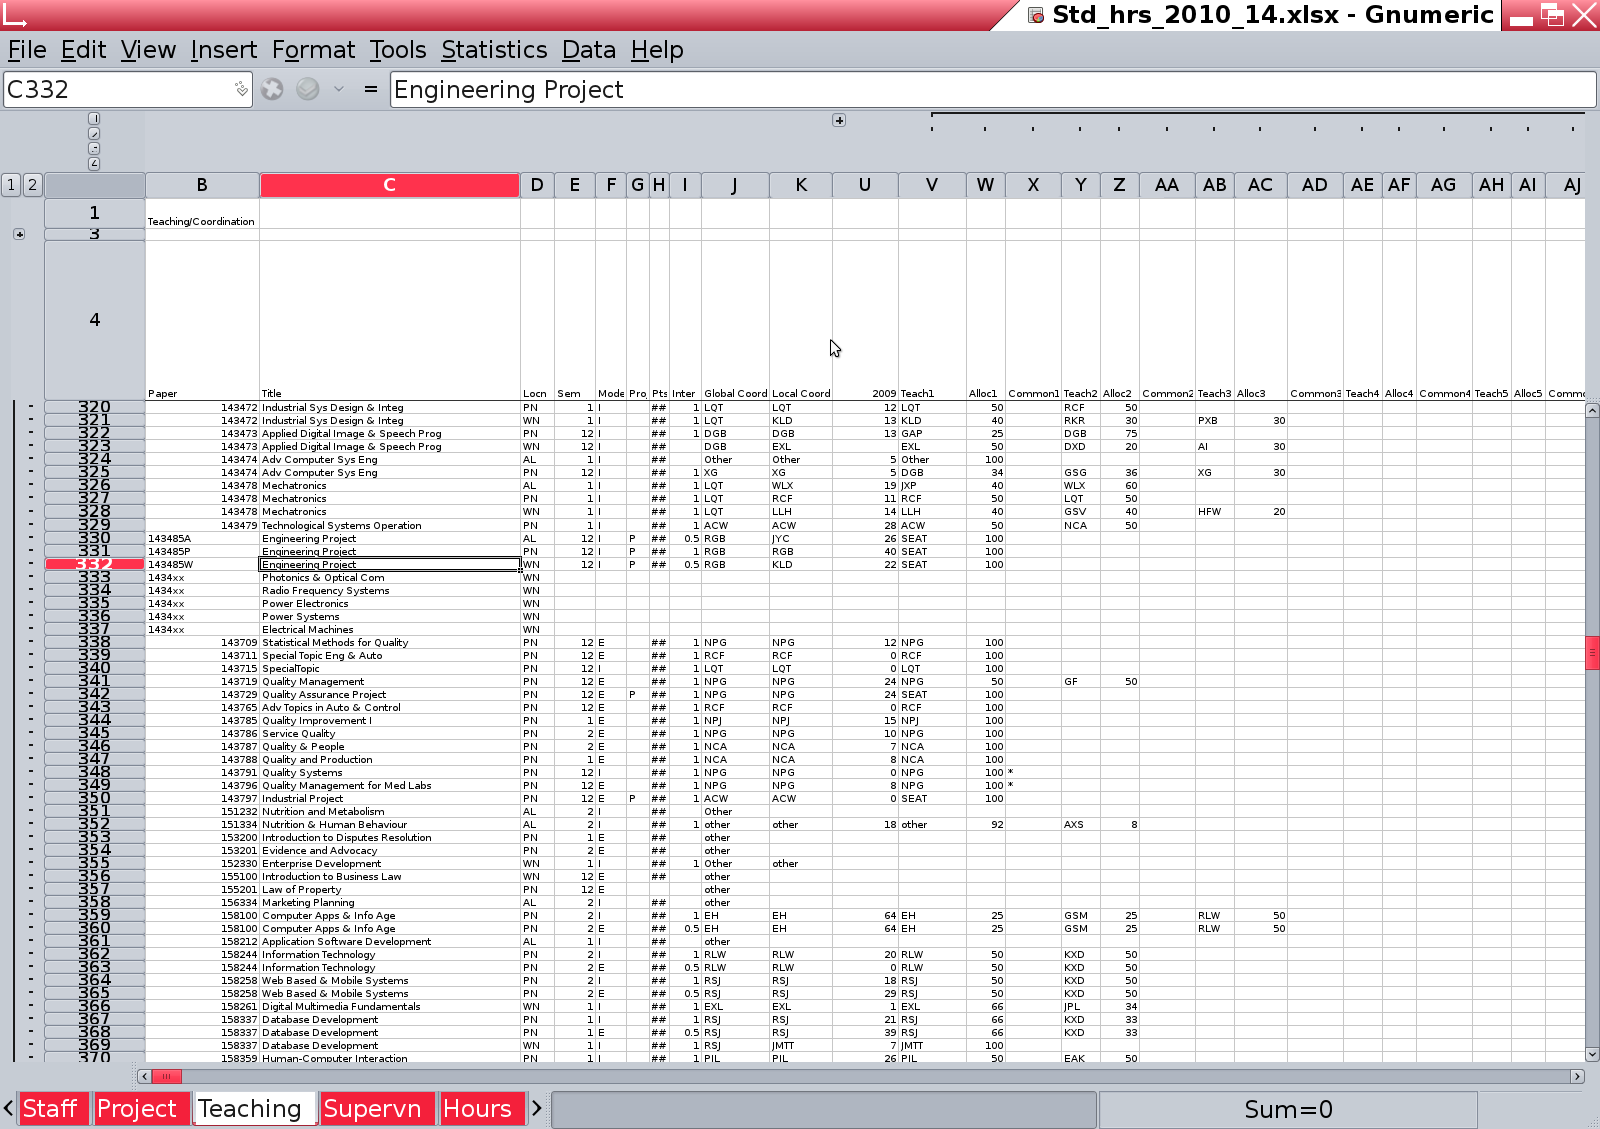 Std_hrs_2010_14.xlsx - Gnumeric
File Edit View Insert Format Tools Statistics Data Help
C332 = Engineering Project
1 2 B C D E F G H I J K U V W X Y Z AA AB AC AD AE AF AG AH AI AJ
1 Teaching/Coordination
3
4 Paper Title Locn Sem Mode Proj Pts Inter Global Coord Local Coord 2009 Teach1 Alloc1 Common1 Teach2 Alloc2 Common2 Teach3 Alloc3 Common3 Teach4 Alloc4 Common4 Teach5 Alloc5 Commo
320 143472 Industrial Sys Design & Integ PN 1 I ## 1 LQT LQT 12 LQT 50 RCF 50
321 143472 Industrial Sys Design & Integ WN 1 I ## 1 LQT KLD 13 KLD 40 RKR 30 PXB 30
322 143473 Applied Digital Image & Speech Prog PN 12 I ## 1 DGB DGB 13 GAP 25 DGB 75
323 143473 Applied Digital Image & Speech Prog WN 12 I ## DGB EXL EXL 50 DXD 20 AI 30
324 143474 Adv Computer Sys Eng AL 1 I ## Other Other 5 Other 100
325 143474 Adv Computer Sys Eng PN 12 I ## 1 XG XG 5 DGB 34 GSG 36 XG 30
326 143478 Mechatronics AL 1 I ## 1 LQT WLX 19 JXP 40 WLX 60
327 143478 Mechatronics PN 1 I ## 1 LQT RCF 11 RCF 50 LQT 50
328 143478 Mechatronics WN 1 I ## 1 LQT LLH 14 LLH 40 GSV 40 HFW 20
329 143479 Technological Systems Operation PN 1 I ## 1 ACW ACW 28 ACW 50 NCA 50
330 143485A Engineering Project AL 12 I P ## 0.5 RGB JYC 26 SEAT 100
331 143485P Engineering Project PN 12 I P ## 1 RGB RGB 40 SEAT 100
332 143485W Engineering Project WN 12 I P ## 0.5 RGB KLD 22 SEAT 100
333 1434xx Photonics & Optical Com WN
334 1434xx Radio Frequency Systems WN
335 1434xx Power Electronics WN
336 1434xx Power Systems WN
337 1434xx Electrical Machines WN
338 143709 Statistical Methods for Quality PN 12 E ## 1 NPG NPG 12 NPG 100
339 143711 Special Topic Eng & Auto PN 12 E ## 1 RCF RCF 0 RCF 100
340 143715 SpecialTopic PN 12 I ## 1 LQT LQT 0 LQT 100
341 143719 Quality Management PN 12 E ## 1 NPG NPG 24 NPG 50 GF 50
342 143729 Quality Assurance Project PN 12 E P ## 1 NPG NPG 24 SEAT 100
343 143765 Adv Topics in Auto & Control PN 12 E ## 1 RCF RCF 0 RCF 100
344 143785 Quality Improvement I PN 1 E ## 1 NPJ NPJ 15 NPJ 100
345 143786 Service Quality PN 2 E ## 1 NPG NPG 10 NPG 100
346 143787 Quality & People PN 2 E ## 1 NCA NCA 7 NCA 100
347 143788 Quality and Production PN 1 E ## 1 NCA NCA 8 NCA 100
348 143791 Quality Systems PN 12 I ## 1 NPG NPG 0 NPG 100 *
349 143796 Quality Management for Med Labs PN 12 E ## 1 NPG NPG 8 NPG 100 *
350 143797 Industrial Project PN 12 E P ## 1 ACW ACW 0 SEAT 100
351 151232 Nutrition and Metabolism AL 2 I ## Other
352 151334 Nutrition & Human Behaviour AL 2 I ## 1 other other 18 other 92 AXS 8
353 153200 Introduction to Disputes Resolution PN 1 E ## other
354 153201 Evidence and Advocacy PN 2 E ## other
355 152330 Enterprise Development WN 1 I ## 1 Other other
356 155100 Introduction to Business Law WN 12 E ## other
357 155201 Law of Property PN 12 E other
358 156334 Marketing Planning AL 2 I ## other
359 158100 Computer Apps & Info Age PN 2 I ## 1 EH EH 64 EH 25 GSM 25 RLW 50
360 158100 Computer Apps & Info Age PN 2 E ## 0.5 EH EH 64 EH 25 GSM 25 RLW 50
361 158212 Application Software Development AL 1 I ## other
362 158244 Information Technology PN 2 I ## 1 RLW RLW 20 RLW 50 KXD 50
363 158244 Information Technology PN 2 E ## 0.5 RLW RLW 0 RLW 50 KXD 50
364 158258 Web Based & Mobile Systems PN 2 I ## 1 RSJ RSJ 18 RSJ 50 KXD 50
365 158258 Web Based & Mobile Systems PN 2 E ## 0.5 RSJ RSJ 29 RSJ 50 KXD 50
366 158261 Digital Multimedia Fundamentals WN 1 I ## 1 EXL EXL 1 EXL 66 JPL 34
367 158337 Database Development PN 1 I ## 1 RSJ RSJ 21 RSJ 66 KXD 33
368 158337 Database Development PN 1 E ## 0.5 RSJ RSJ 39 RSJ 66 KXD 33
369 158337 Database Development WN 1 I ## 1 RSJ JMTT 7 JMTT 100
370 158359 Human-Computer Interaction PN 1 I ## 1 PIL PIL 26 PIL 50 EAK 50
Staff Project Teaching Supervn Hours Sum=0